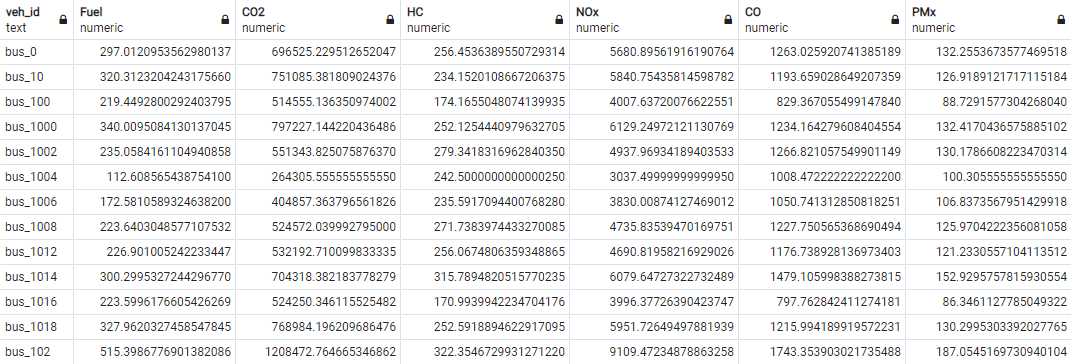 veh_id Fuel CO2 HC NOx CO PMx
text numeric numeric numeric numeric numeric numeric
bus_0 297.0120953562980137 696525.229512652047 256.4536389550729314 5680.89561916190764 1263.025920741385189 132.2553673577469518
bus_10 320.3123204243175660 751085.381809024376 234.1520108667206375 5840.75435814598782 1193.659028649207359 126.9189121717115184
bus_100 219.4492800292403795 514555.136350974002 174.1655048074139935 4007.63720076622551 829.367055499147840 88.7291577304268040
bus_1000 340.0095084130137045 797227.144220436486 252.1254440979632705 6129.24972121130769 1234.164279608404554 132.4170436575885102
bus_1002 235.0584161104940858 551343.825075876370 279.3418316962840350 4937.96934189403533 1266.821057549901149 130.1786608223470314
bus_1004 112.608565438754100 264305.555555555550 242.5000000000000250 3037.49999999999950 1008.472222222222200 100.305555555555550
bus_1006 172.5810589324638200 404857.363796561826 235.5917094400768280 3830.00874127469012 1050.741312850818251 106.8373567951429918
bus_1008 223.6403048577107532 524572.039992795000 271.7383974433270085 4735.83539470169751 1227.750565368690494 125.9704222356081058
bus_1012 226.901005242233447 532192.710099833335 256.0674806359348865 4690.81958216929026 1176.738928136973403 121.2330557104113512
bus_1014 300.2995327244296770 704318.382183778279 315.7894820515770235 6079.64727322732489 1479.105998388273815 152.9295757815930554
bus_1016 223.5996176605426269 524250.346115525482 170.9939942234704176 3996.37726390423747 797.762842411274181 86.3461127785049322
bus_1018 327.9620327458547845 768984.196209686476 252.5918894622917095 5951.72649497881939 1215.994189919572231 130.2995303392027765
bus_102 515.3986776901382086 1208472.764665346862 322.3546729931271220 9109.47234878863258 1743.353903021735488 187.0545169730940104